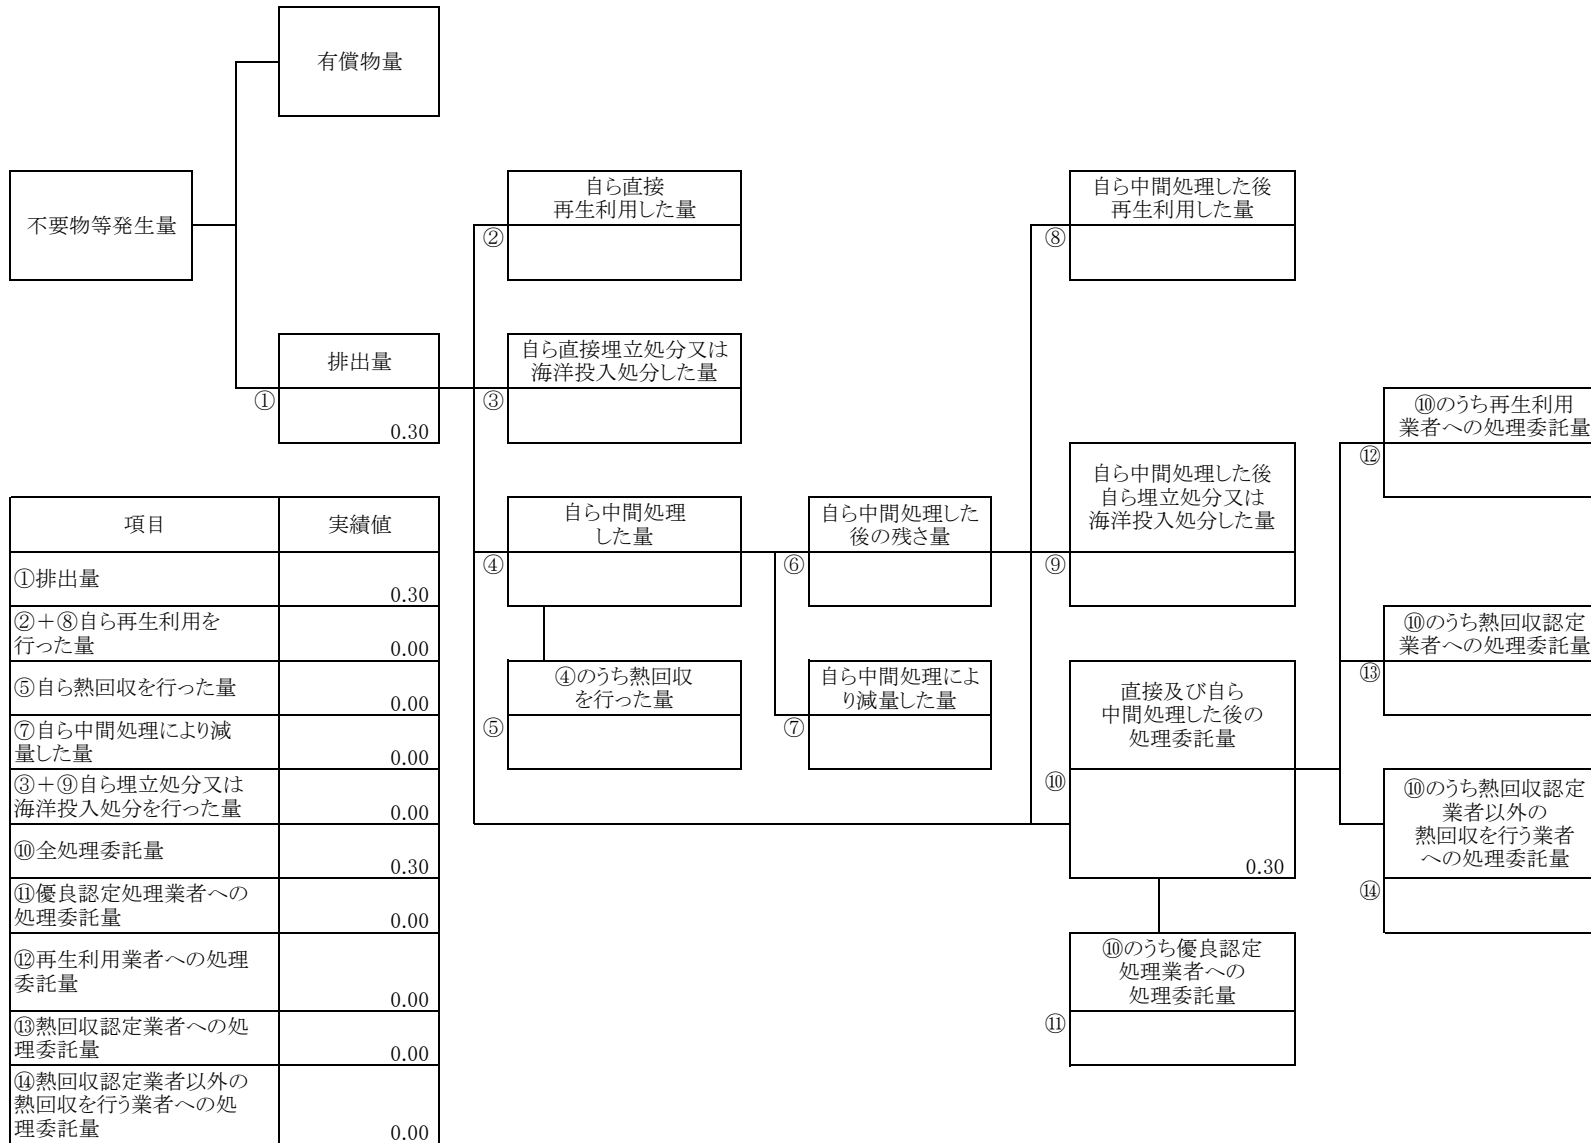 有償物量
不要物等発生量
自ら直接
再生利用した量
②
自ら中間処理した後
再生利用した量
⑧
排出量
①
0.30
自ら直接埋立処分又は
海洋投入処分した量
③
⑩のうち再生利用
業者への処理委託量
⑫
自ら中間処理
した量
④
自ら中間処理した
後の残さ量
⑥
自ら中間処理した後
自ら埋立処分又は
海洋投入処分した量
⑨
④のうち熱回収
を行った量
⑤
自ら中間処理によ
り減量した量
⑦
直接及び自ら
中間処理した後の
処理委託量
⑩
0.30
⑩のうち熱回収認定
業者への処理委託量
⑬
⑩のうち熱回収認定
業者以外の
熱回収を行う業者
への処理委託量
⑭
⑩のうち優良認定
処理業者への
処理委託量
⑪
項目 実績値
①排出量
0.30
②+⑧自ら再生利用を
行った量 0.00
⑤自ら熱回収を行った量
0.00
⑦自ら中間処理により減
量した量 0.00
③+⑨自ら埋立処分又は
海洋投入処分を行った量 0.00
⑩全処理委託量
0.30
⑪優良認定処理業者への
処理委託量 0.00
⑫再生利用業者への処理
委託量
0.00
⑬熱回収認定業者への処
理委託量 0.00
⑭熱回収認定業者以外の
熱回収を行う業者への処
理委託量 0.00